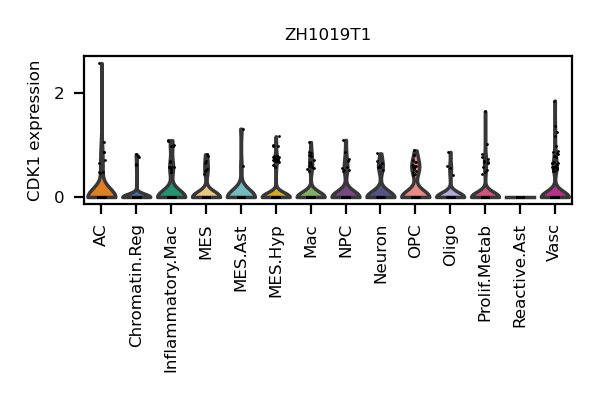 ZH1019T1
CDK1 expression
2
0
AC
Chromatin.Reg
Inflammatory.Mac
MES
MES.Ast
MES.Hyp
Mac
NPC
Neuron
OPC
Oligo
Prolif.Metab
Reactive.Ast
Vasc